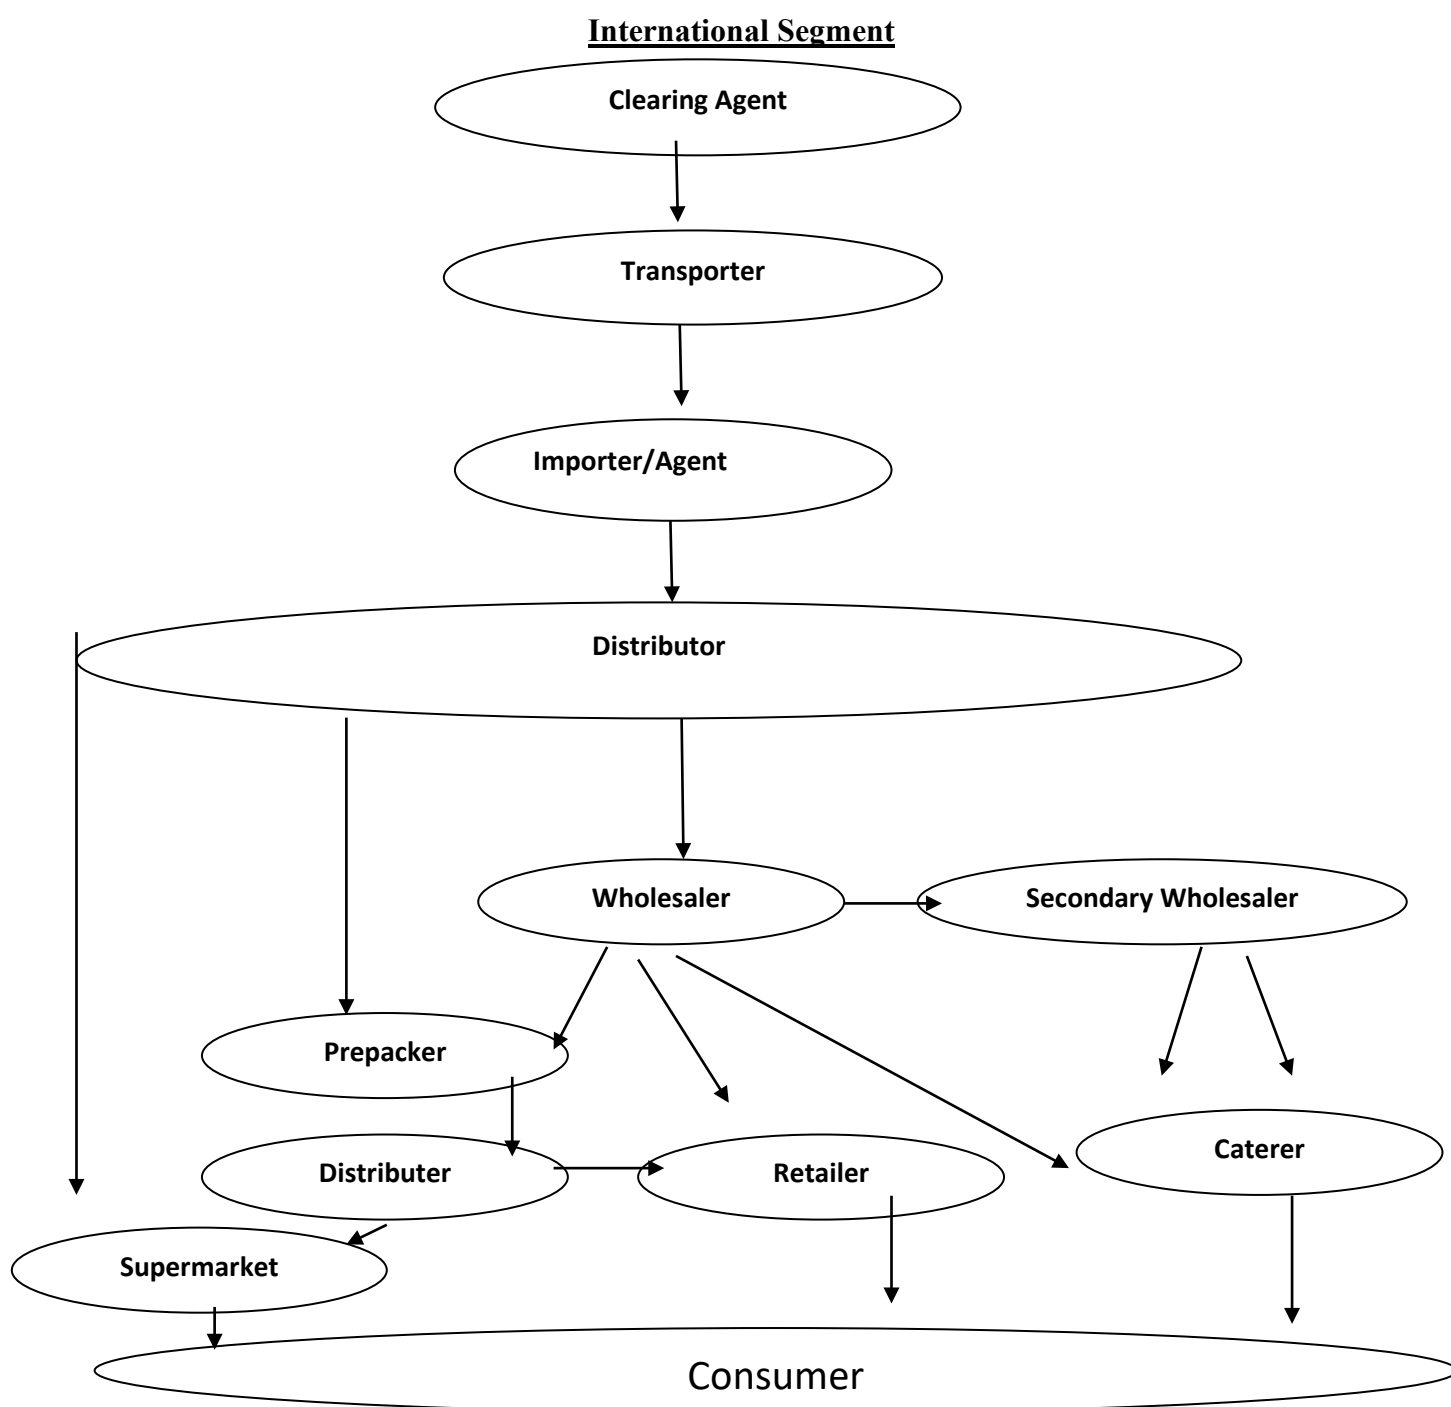 International Segment
Clearing Agent
Transporter
Importer/Agent
Distributor
Wholesaler
Secondary Wholesaler
Prepacker
Distributer
Retailer
Caterer
Supermarket
Consumer